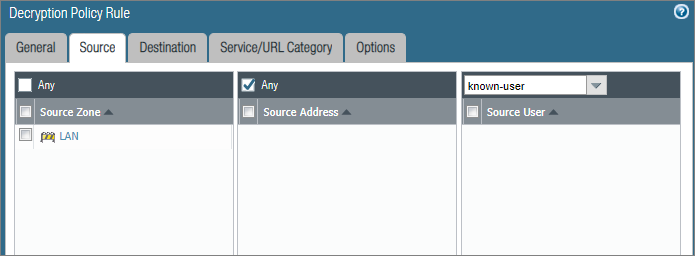 Decryption Policy Rule
General Source Destination Service/URL Category Options
Any Any known-user
Source Zone Source Address Source User
LAN